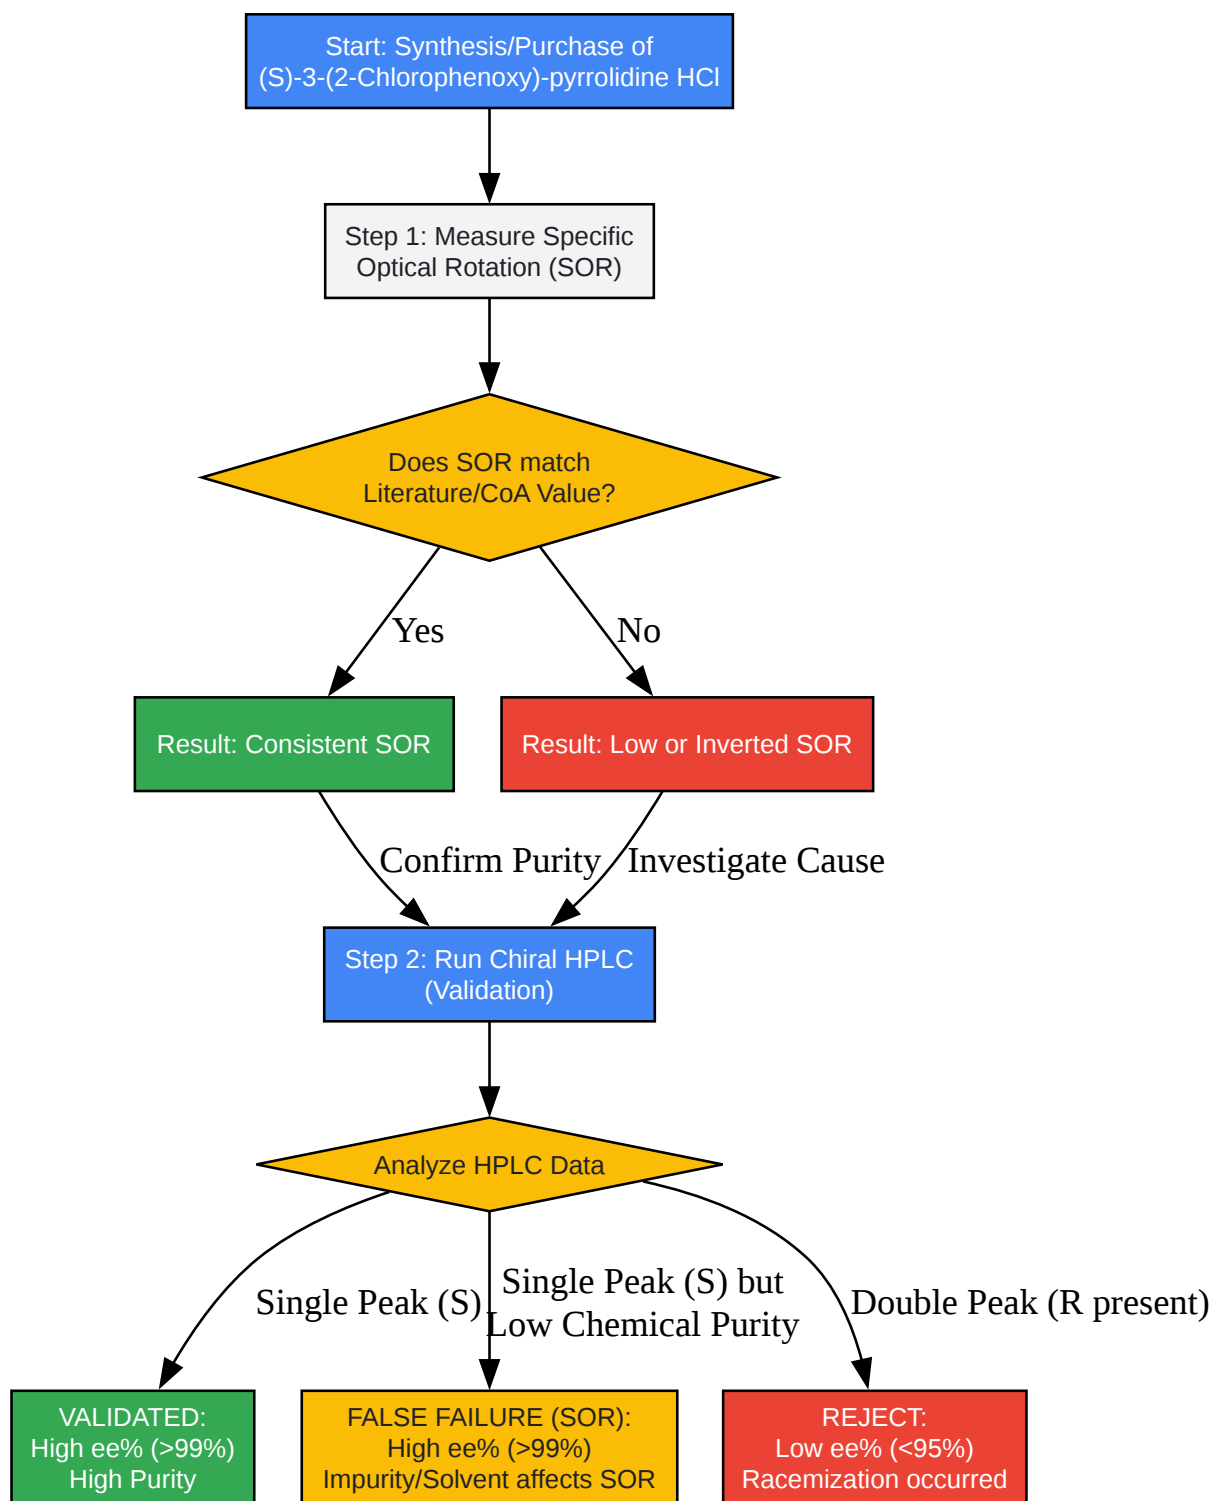 Start: Synthesis/Purchase of
(S)-3-(2-Chlorophenoxy)-pyrrolidine HCl
Step 1: Measure Specific
Optical Rotation (SOR)
Does SOR match
Literature/CoA Value?
Yes
No
Result: Consistent SOR
Result: Low or Inverted SOR
Confirm Purity
Investigate Cause
Step 2: Run Chiral HPLC
(Validation)
Analyze HPLC Data
Single Peak (S)
Single Peak (S) but
Low Chemical Purity
Double Peak (R present)
VALIDATED:
High ee% (>99%)
High Purity
FALSE FAILURE (SOR):
High ee% (>99%)
Impurity/Solvent affects SOR
REJECT:
Low ee% (<95%)
Racemization occurred